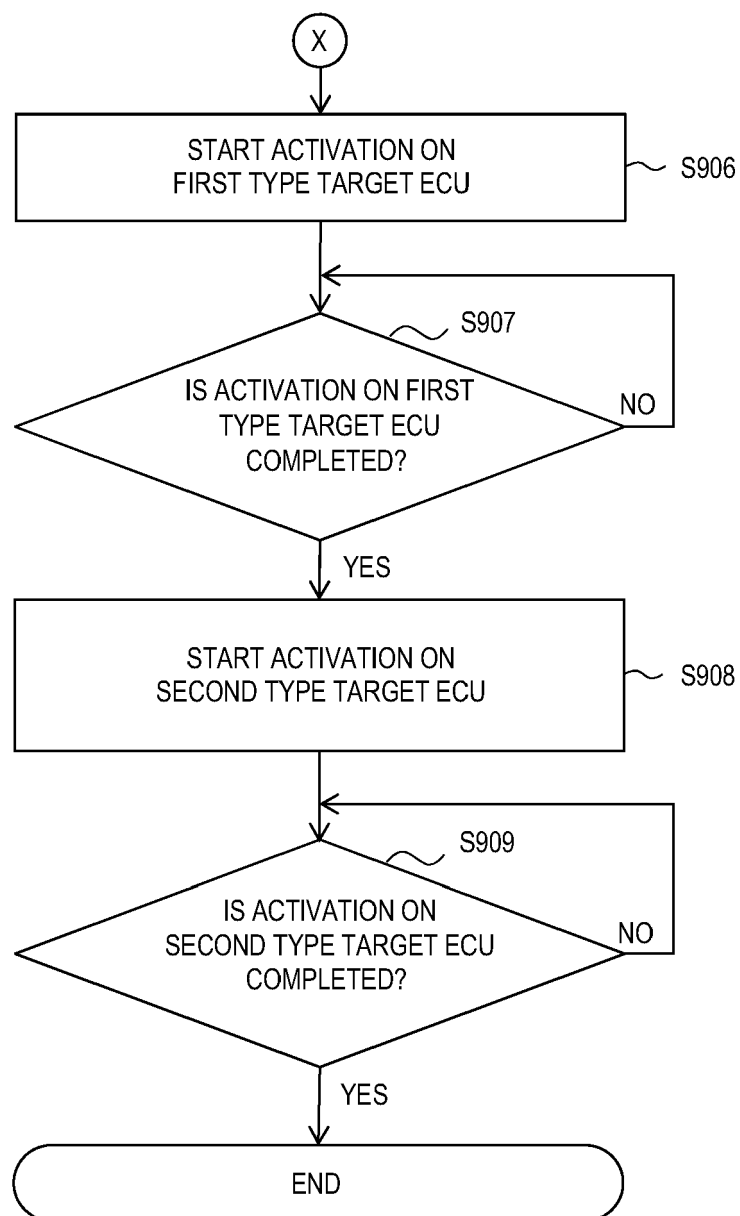 X
START ACTIVATION ON
FIRST TYPE TARGET ECU
S906
S907
IS ACTIVATION ON FIRST
TYPE TARGET ECU
COMPLETED?
NO
YES
START ACTIVATION ON
SECOND TYPE TARGET ECU
S908
S909
IS ACTIVATION ON
SECOND TYPE TARGET ECU
COMPLETED?
NO
YES
END